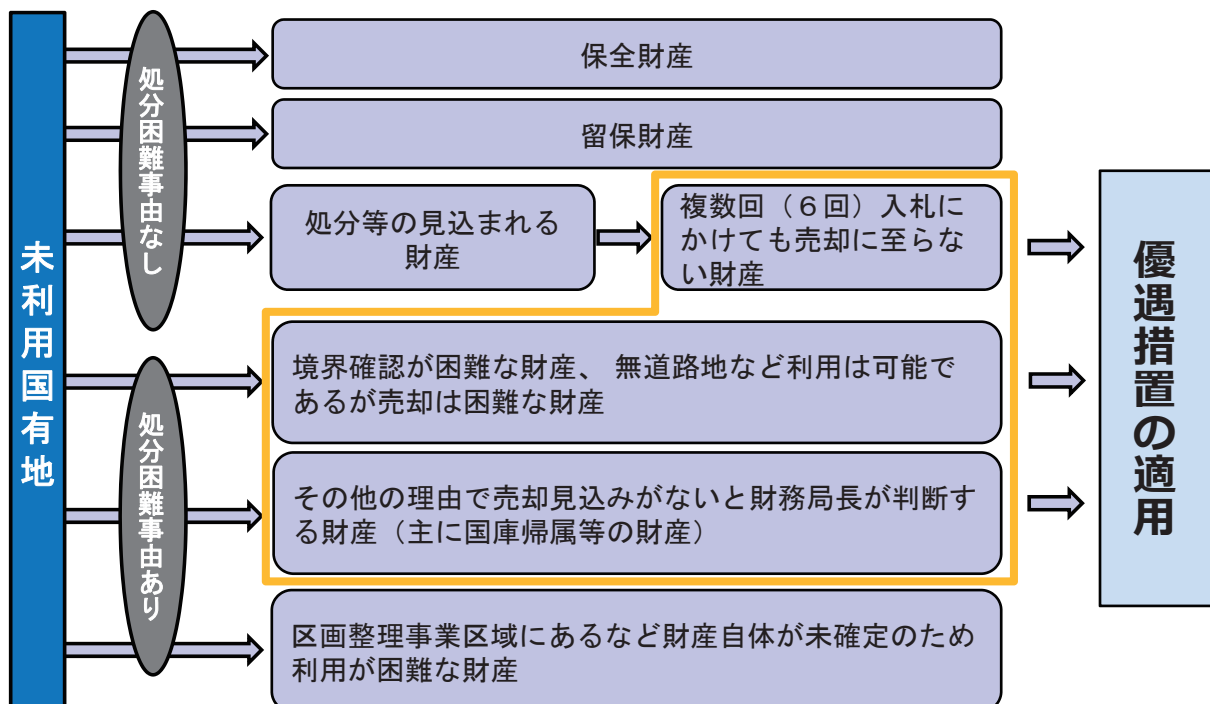 未利用国有地
処分困難事由なし
保全財産
留保財産
処分等の見込まれる
財産
複数回（６回）入札に
かけても売却に至らな
い財産
処分困難事由あり
境界確認が困難な財産、 無道路地など利用は可能で
あるが売却は困難な財産
その他の理由で売却見込みがないと財務局長が判断す
る財産（主に国庫帰属等の財産）
区画整理事業区域にあるなど財産自体が未確定のため
利用が困難な財産
優遇措置の適用